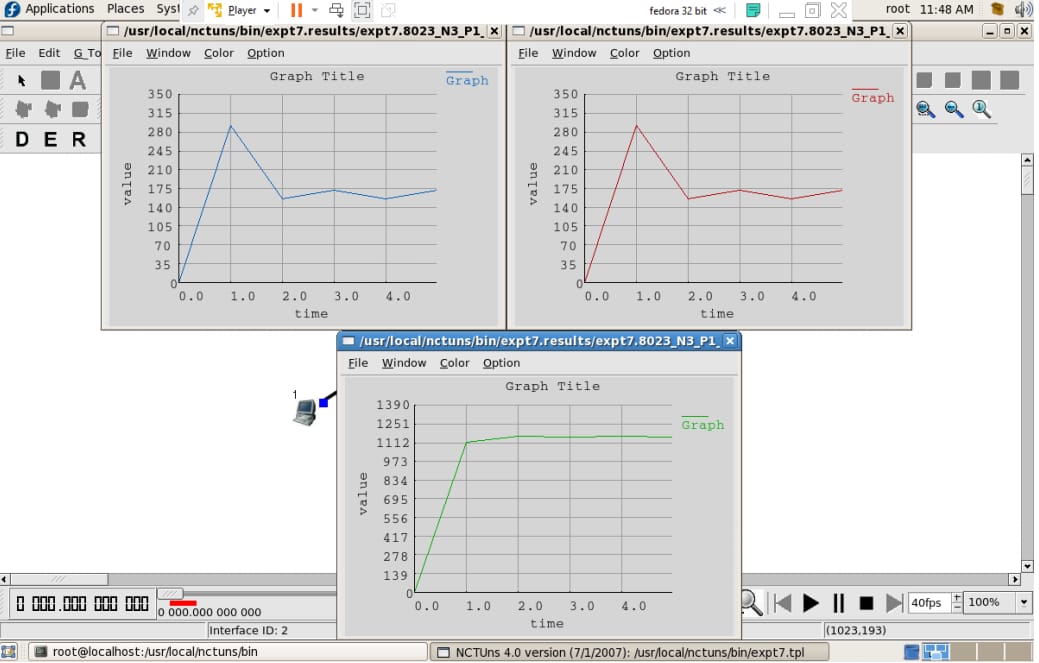 Applications Places Syst Player fedora 32 bit root 11:48 AM
/usr/local/nctuns/bin/expt7.results/expt7.8023_N3_P1_
/usr/local/nctuns/bin/expt7.results/expt7.8023_N3_P1_
File Edit G_To
File Window Color Option
File Window Color Option
D E R
Graph Title
Graph
350
315
280
245
210
175
140
105
70
35
0
value
0.0 1.0 2.0 3.0 4.0
time
Graph Title
Graph
350
315
280
245
210
175
140
105
70
35
0
value
0.0 1.0 2.0 3.0 4.0
time
/usr/local/nctuns/bin/expt7.results/expt7.8023_N3_P1_
File Window Color Option
Graph Title
Graph
1390
1251
1112
973
834
695
556
417
278
139
0
value
0.0 1.0 2.0 3.0 4.0
time
1
0 000.000 000 000
0 000.000 000 000
40fps 100%
Interface ID: 2
(1023,193)
root@localhost:/usr/local/nctuns/bin
NCTUns 4.0 version (7/1/2007): /usr/local/nctuns/bin/expt7.tpl